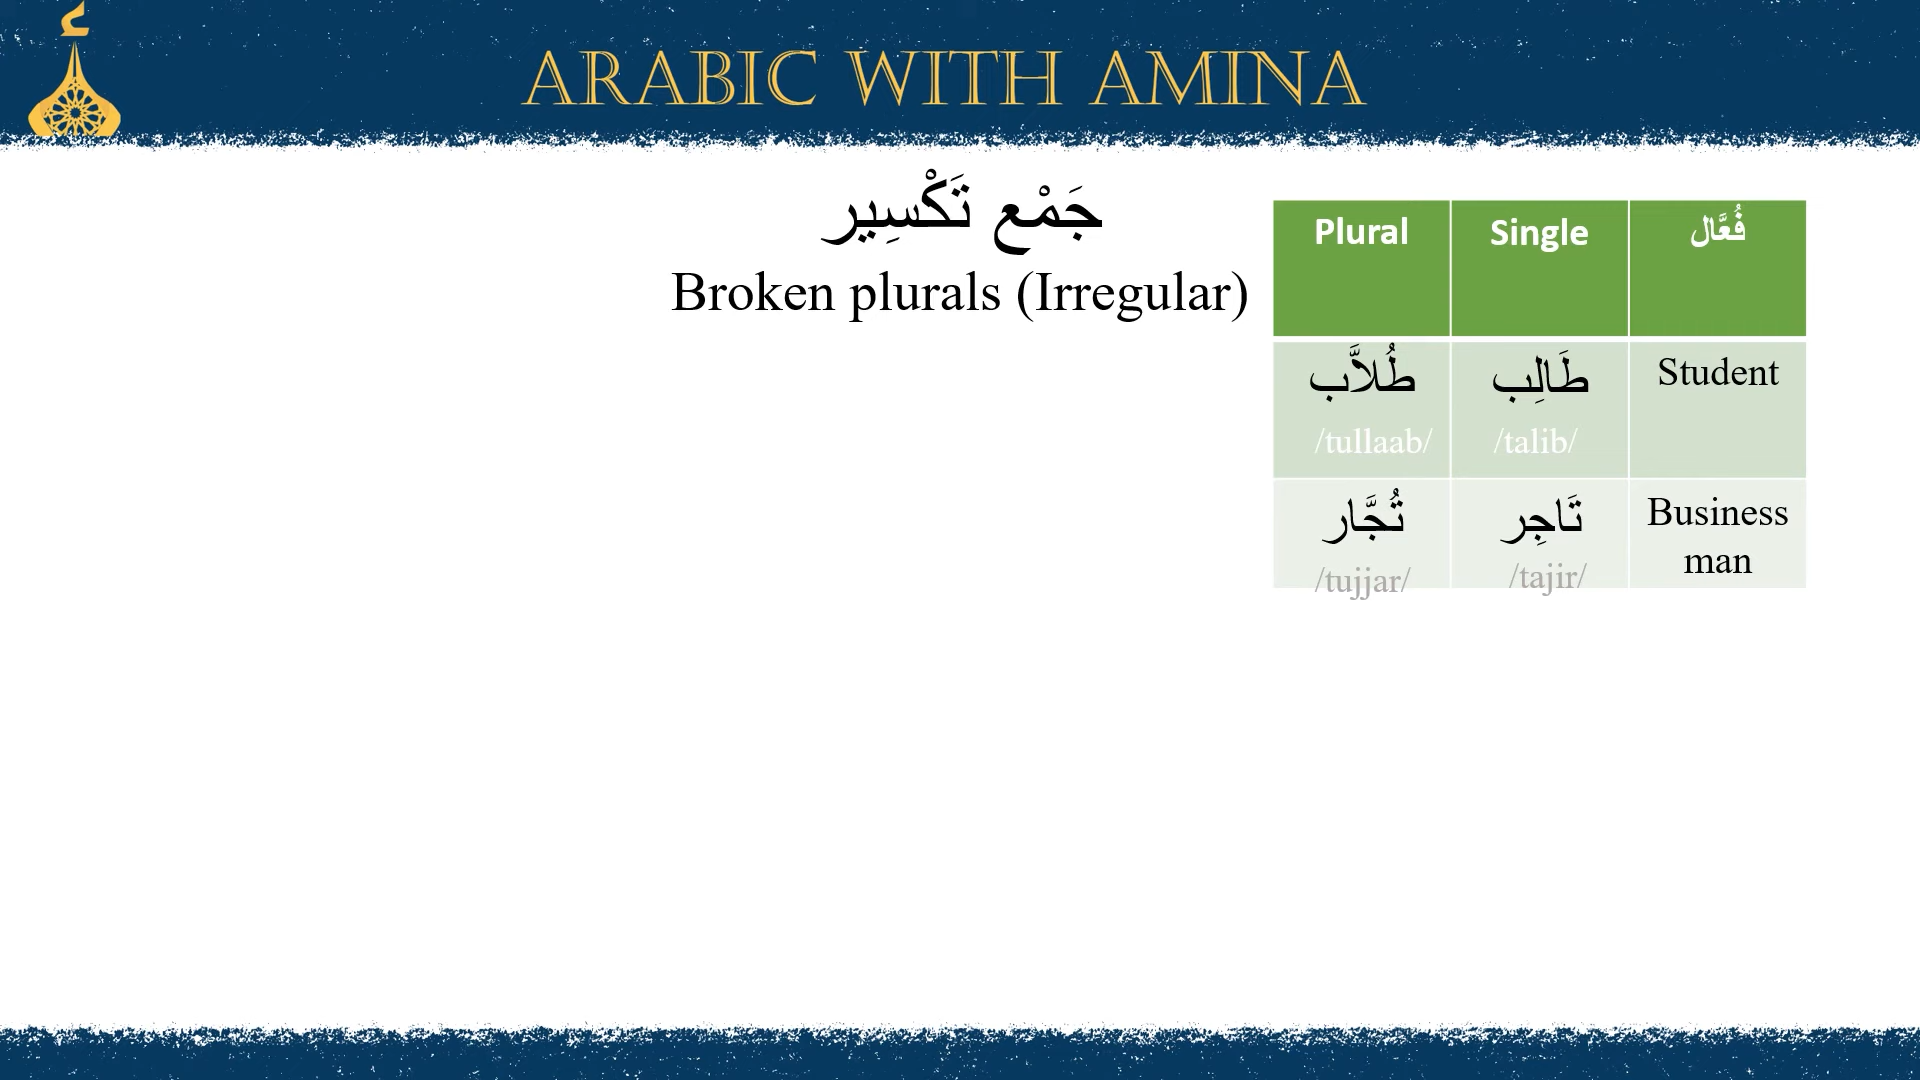 ARABIC WITH AMINA
جَمْع تَكْسِير
Broken plurals (Irregular)
Plural Single فُعَّال
طُلاَّب طَالِب Student
/tullaab/ /talib/
تُجَّار تَاجِر Business
man
/tujjar/ /tajir/